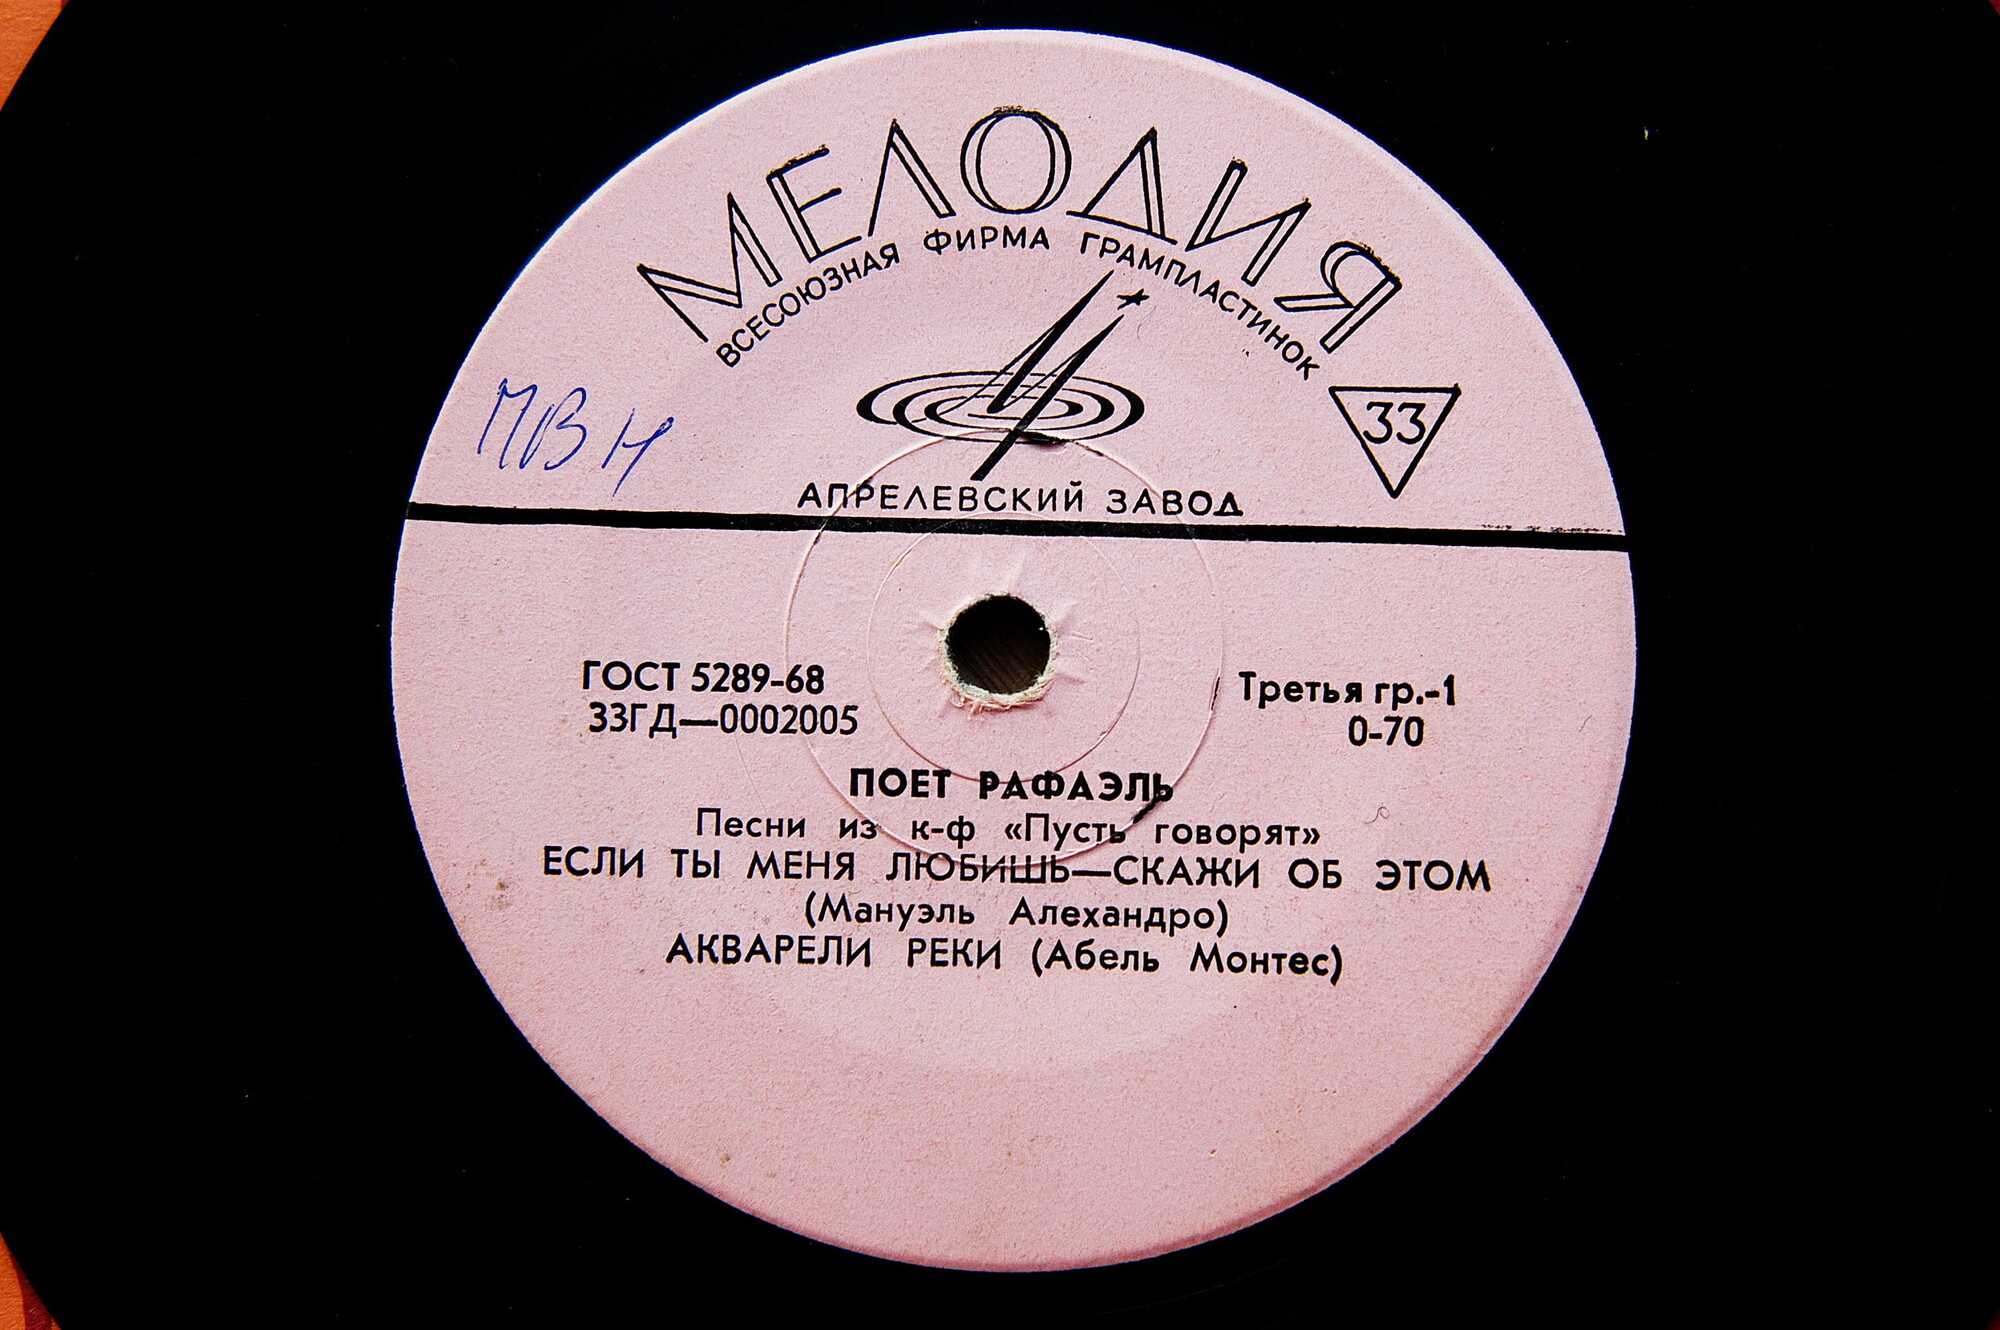 МЕЛОДИЯ
ВСЕСОЮЗНАЯ ФИРМА ГРАМПЛАСТИНОК
33
АПРЕЛЕВСКИЙ ЗАВОД
ГОСТ 5289-68
33ГД—0002005
Третья гр.-1
0-70
ПОЕТ РАФАЭЛЬ
Песни из к-ф «Пусть говорят»
ЕСЛИ ТЫ МЕНЯ ЛЮБИШЬ—СКАЖИ ОБ ЭТОМ
(Мануэль Алехандро)
АКВАРЕЛИ РЕКИ (Абель Монтес)